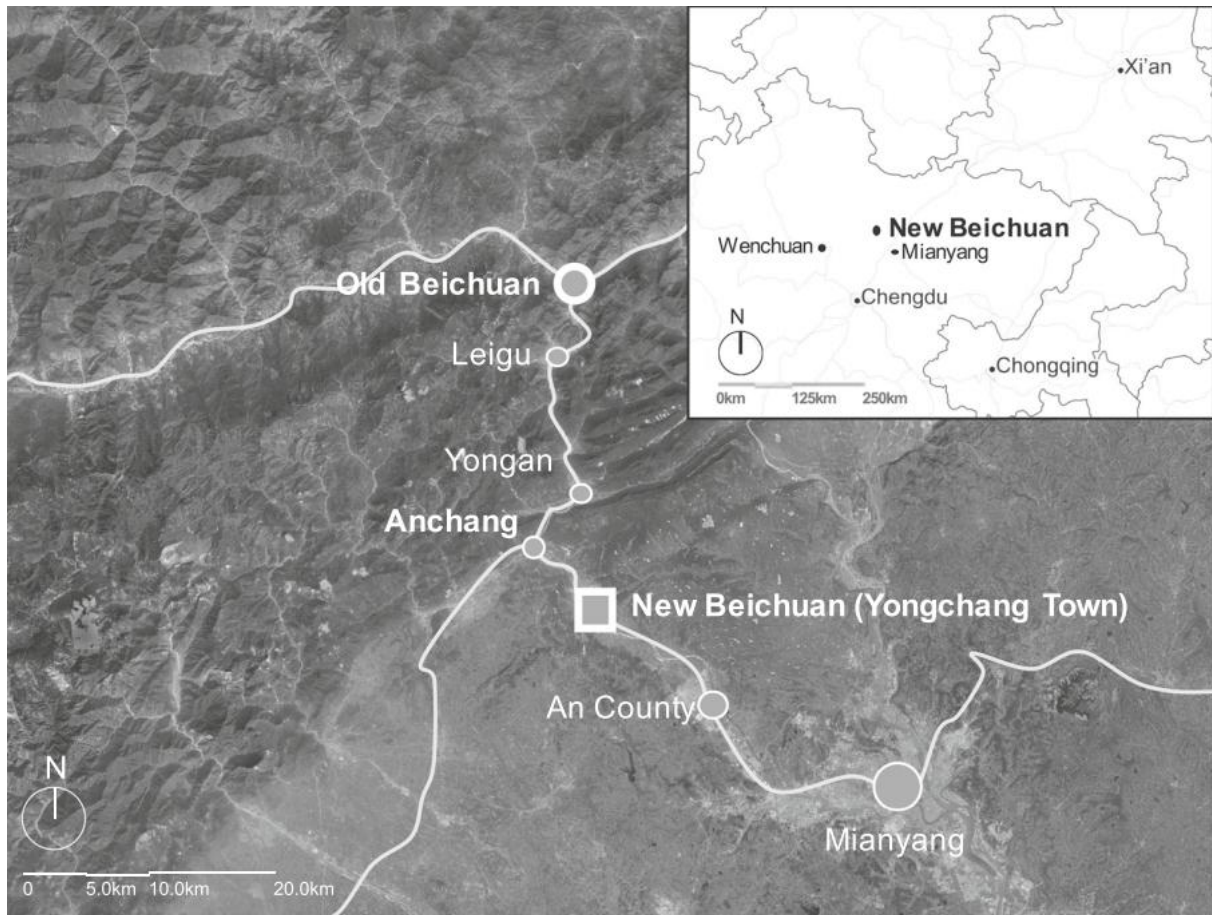 Old Beichuan
Leigu
Yongan
Anchang
New Beichuan (Yongchang Town)
An County
Mianyang
N
0 5.0km 10.0km 20.0km
Xi'an
New Beichuan
Wenchuan
Mianyang
Chengdu
N
Chongqing
0km 125km 250km